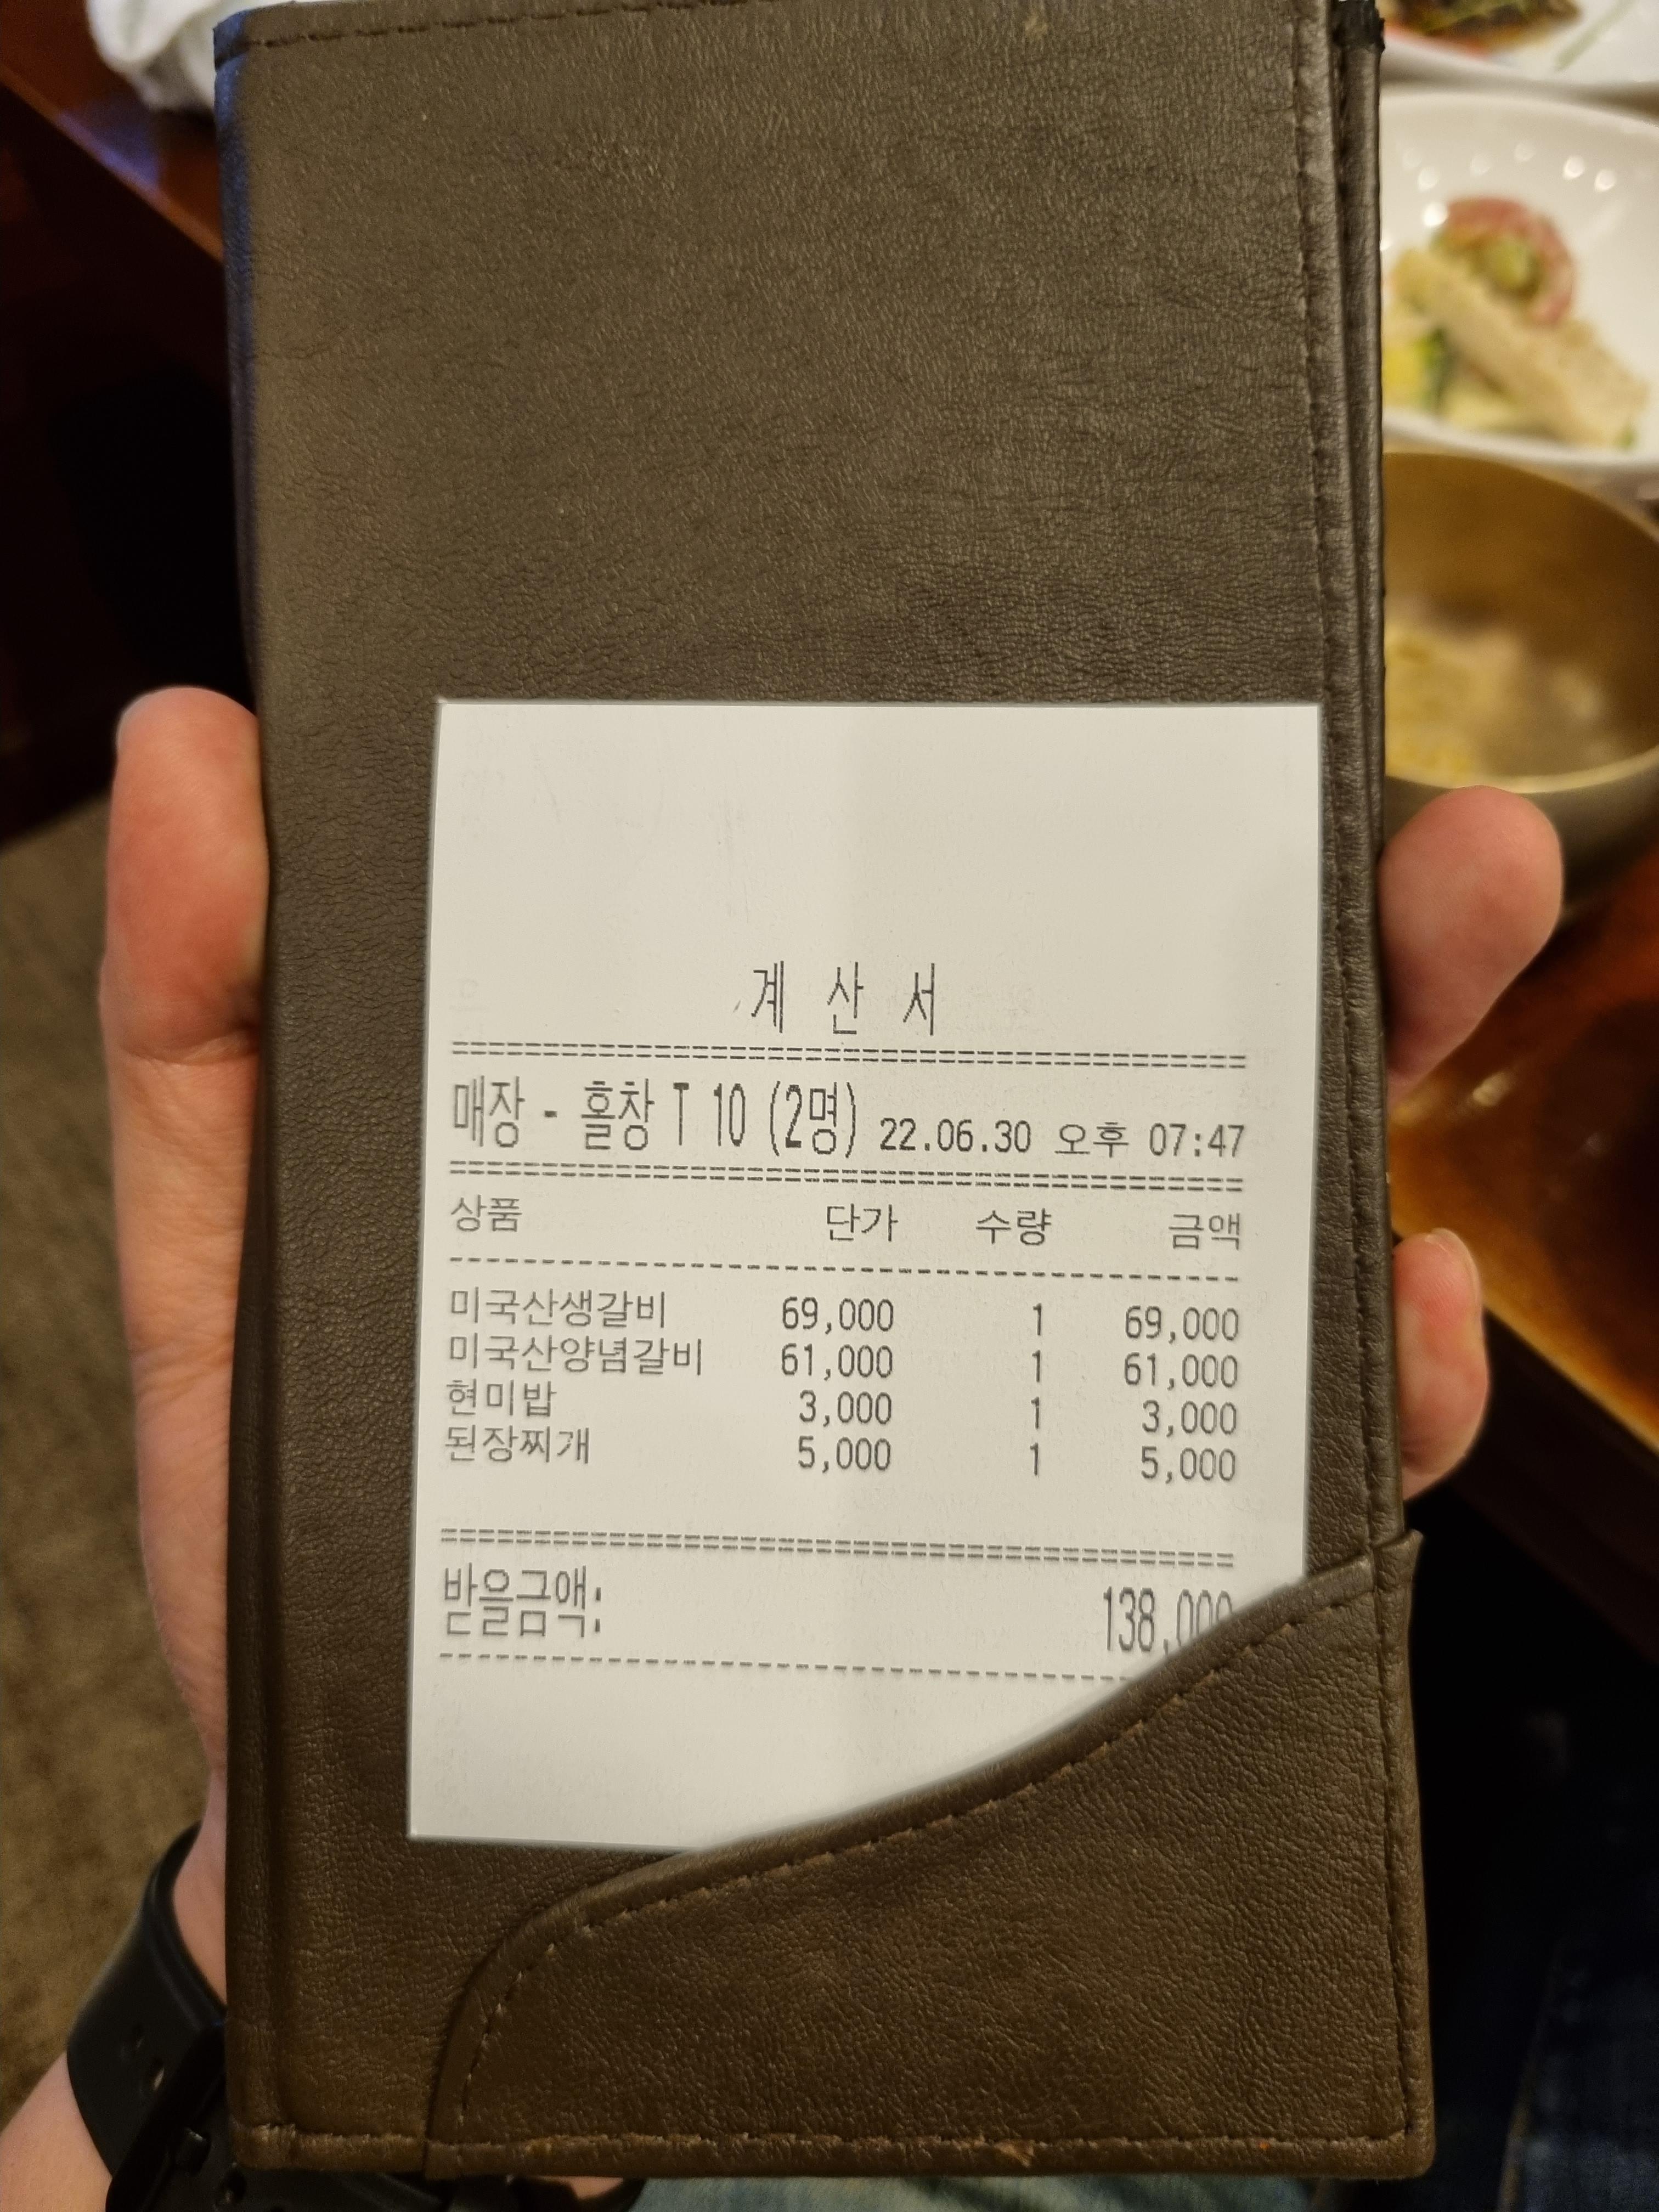 계 산 서
매장 - 홀창 T 10 (2명) 22.06.30 오후 07:47
상품 단가 수량 금액
미국산생갈비 69,000 1 69,000
미국산양념갈비 61,000 1 61,000
현미밥 3,000 1 3,000
된장찌개 5,000 1 5,000
받을금액: 138,000